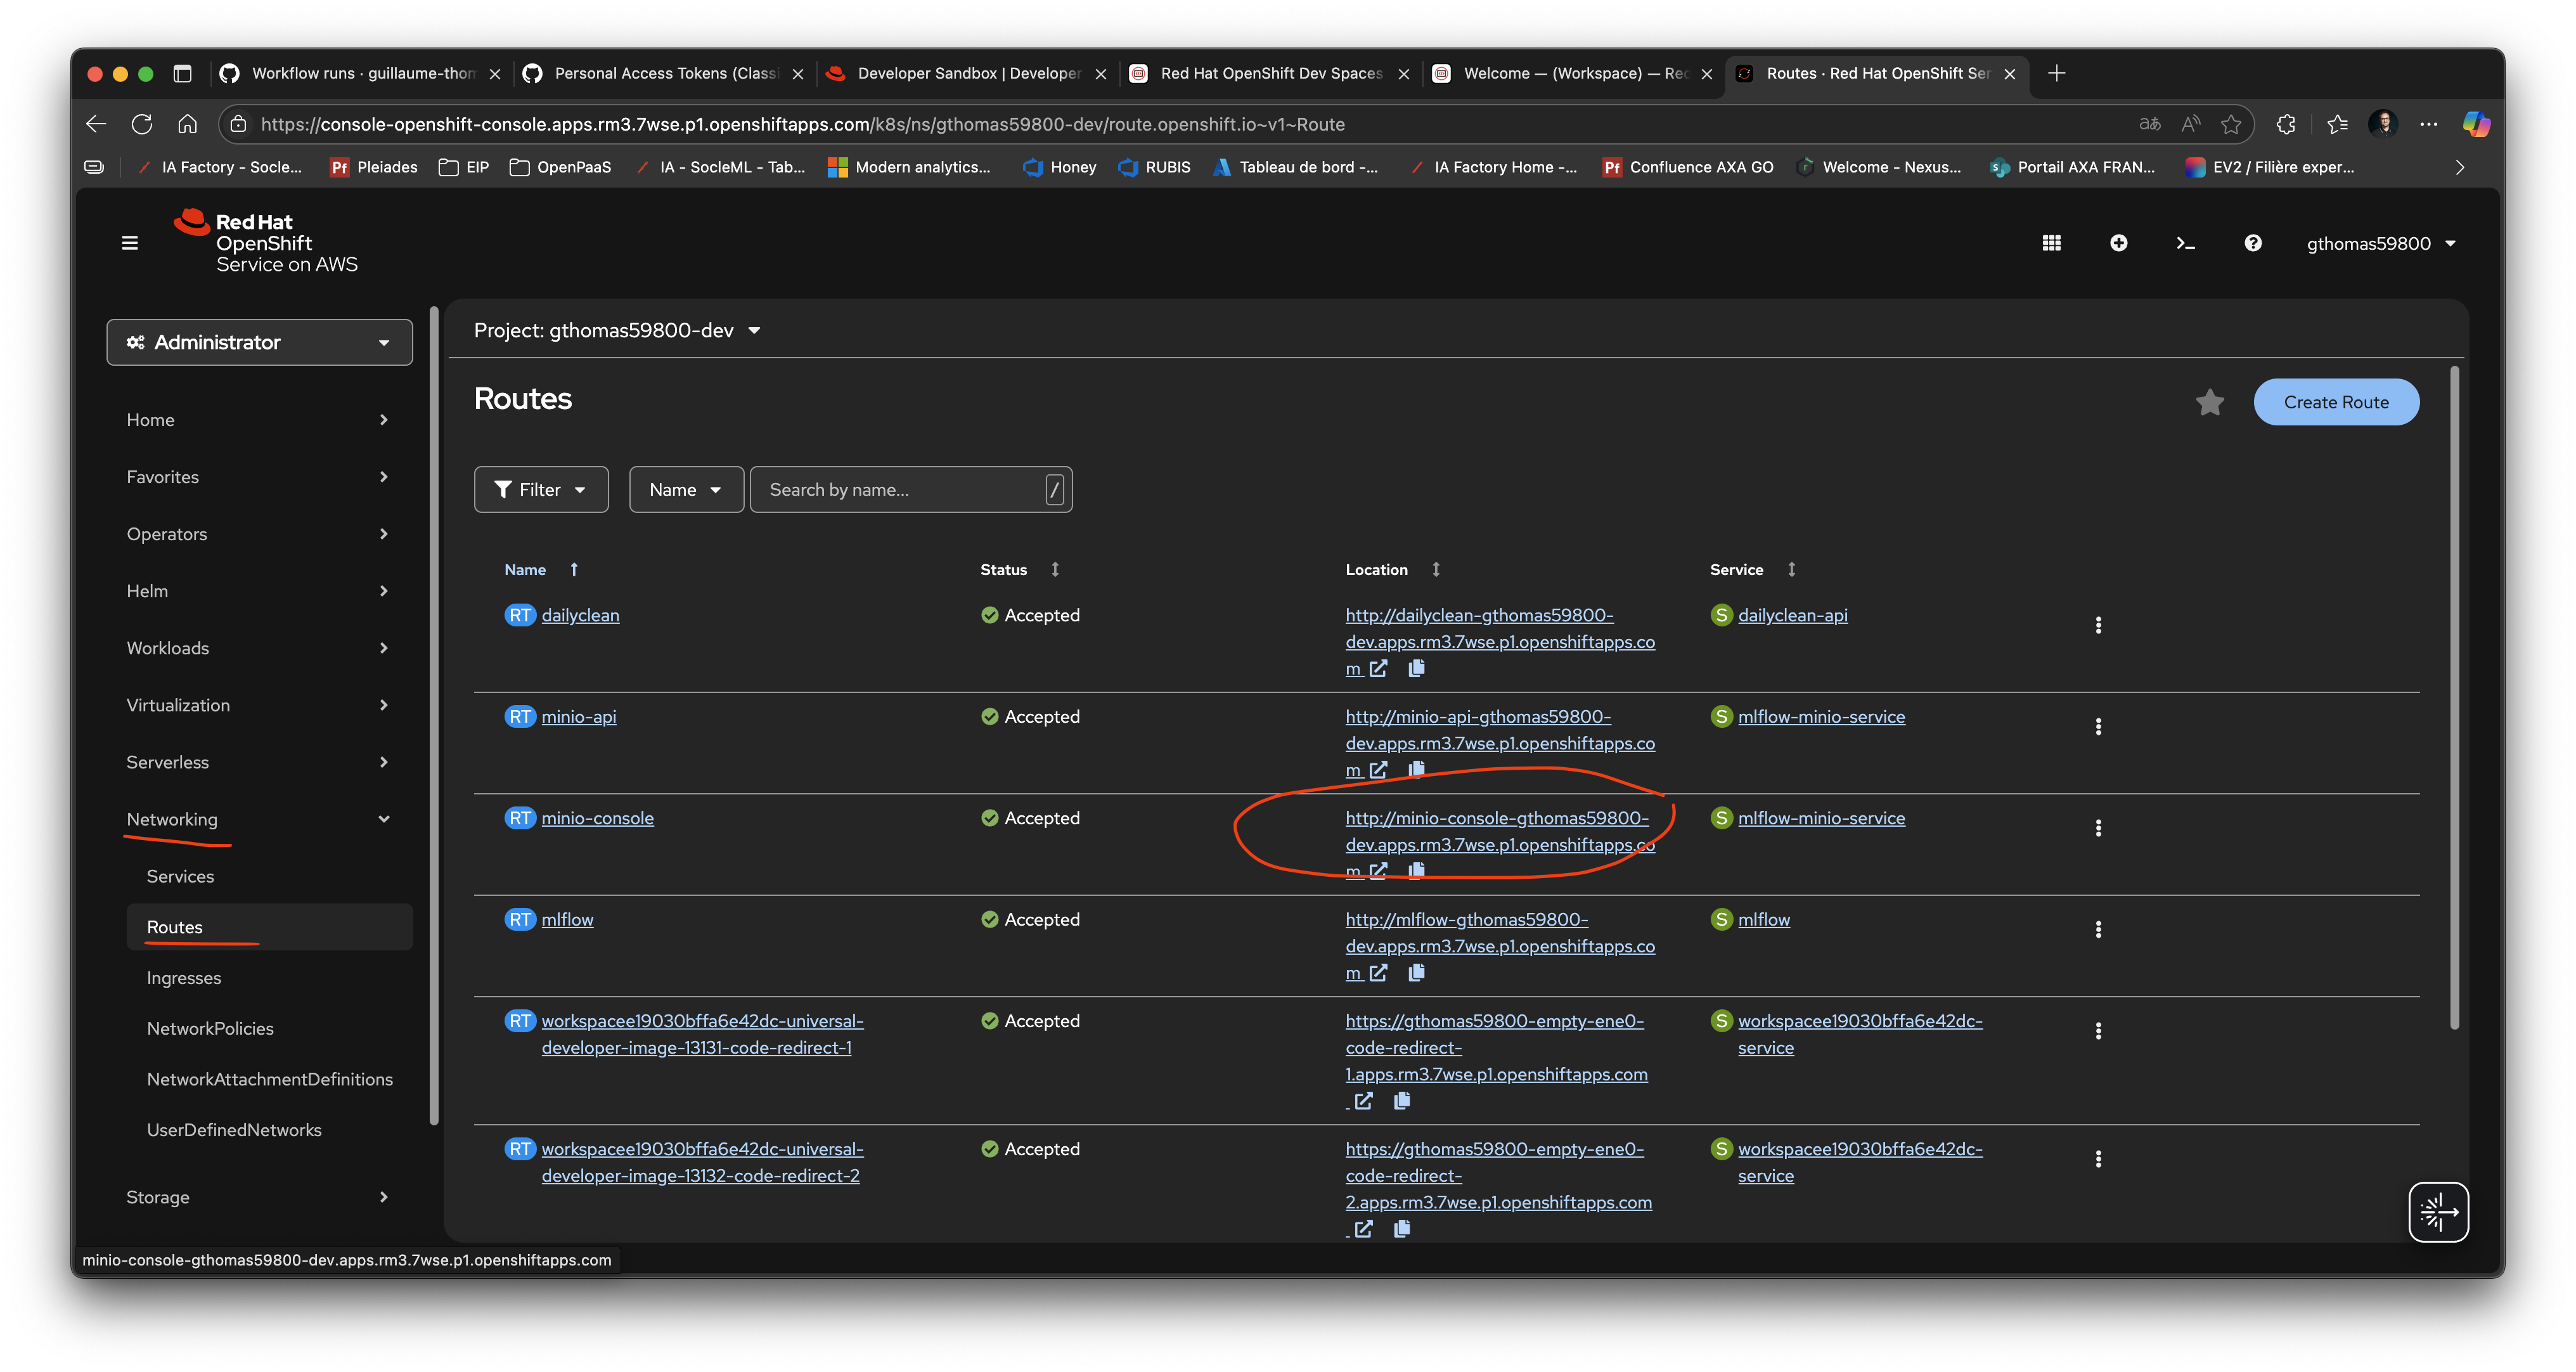 Workflow runs · guillaume-thom
Personal Access Tokens (Classi
Developer Sandbox | Developer
Red Hat OpenShift Dev Spaces
Welcome — (Workspace) — Red
Routes · Red Hat OpenShift Ser
https://console-openshift-console.apps.rm3.7wse.p1.openshiftapps.com/k8s/ns/gthomas59800-dev/route.openshift.io~v1~Route
IA Factory - Socle...
Pf Pleiades
EIP
OpenPaaS
IA - SocleML - Tab...
Modern analytics...
Honey
RUBIS
Tableau de bord -...
IA Factory Home -...
Pf Confluence AXA GO
Welcome - Nexus...
Portail AXA FRAN...
EV2 / Filière exper...
Red Hat
OpenShift
Service on AWS
gthomas59800
Administrator
Home
Favorites
Operators
Helm
Workloads
Virtualization
Serverless
Networking
Services
Routes
Ingresses
NetworkPolicies
NetworkAttachmentDefinitions
UserDefinedNetworks
Storage
Project: gthomas59800-dev
Routes
Create Route
Filter
Name
Search by name...
/
Name
Status
Location
Service
RT dailyclean
Accepted
http://dailyclean-gthomas59800-
dev.apps.rm3.7wse.p1.openshiftapps.co
m
S dailyclean-api
RT minio-api
Accepted
http://minio-api-gthomas59800-
dev.apps.rm3.7wse.p1.openshiftapps.co
m
S mlflow-minio-service
RT minio-console
Accepted
http://minio-console-gthomas59800-
dev.apps.rm3.7wse.p1.openshiftapps.co
m
S mlflow-minio-service
RT mlflow
Accepted
http://mlflow-gthomas59800-
dev.apps.rm3.7wse.p1.openshiftapps.co
m
S mlflow
RT workspacee19030bffa6e42dc-universal-
developer-image-13131-code-redirect-1
Accepted
https://gthomas59800-empty-ene0-
code-redirect-
1.apps.rm3.7wse.p1.openshiftapps.com
S workspacee19030bffa6e42dc-
service
RT workspacee19030bffa6e42dc-universal-
developer-image-13132-code-redirect-2
Accepted
https://gthomas59800-empty-ene0-
code-redirect-
2.apps.rm3.7wse.p1.openshiftapps.com
S workspacee19030bffa6e42dc-
service
minio-console-gthomas59800-dev.apps.rm3.7wse.p1.openshiftapps.com